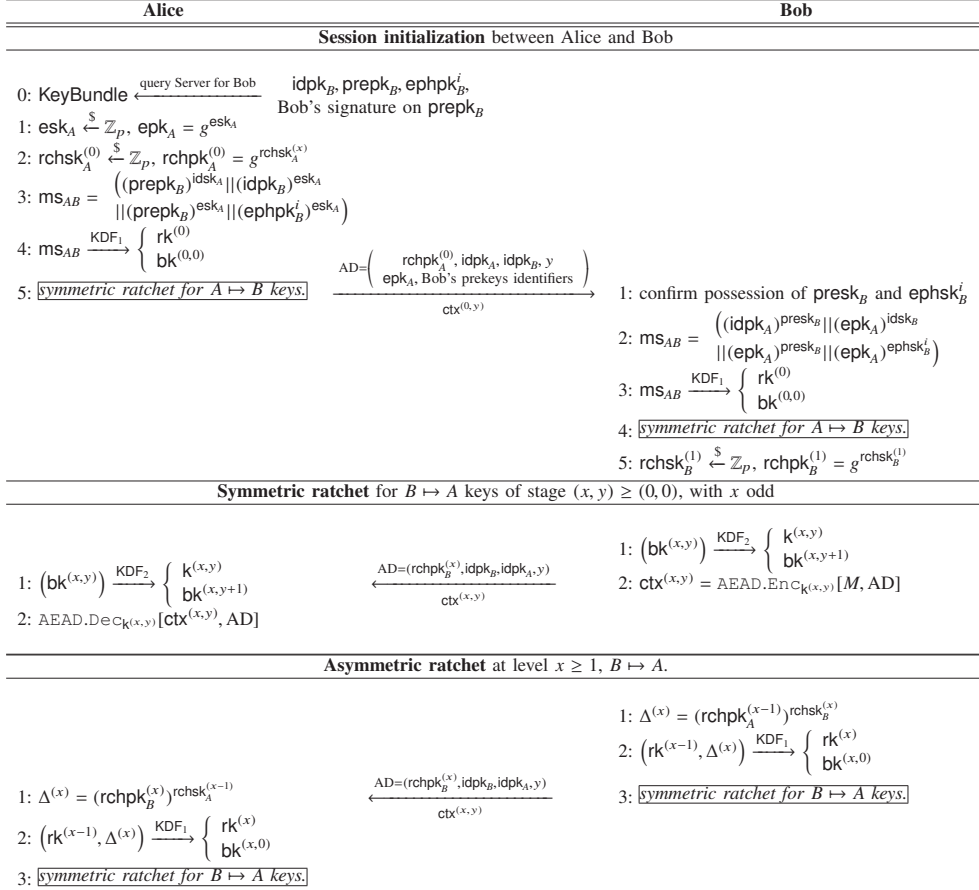 Alice Bob
Session initialization between Alice and Bob
0: KeyBundle ⟵ query Server for Bob idpk_B, prepk_B, ephpk_B^i,
Bob's signature on prepk_B
1: esk_A ←$ ℤ_p, epk_A = g^{esk_A}
2: rchsk_A^{(0)} ←$ ℤ_p, rchpk_A^{(0)} = g^{rchsk_A^{(x)}}
3: ms_{AB} = ((prepk_B)^{idsk_A}||(idpk_B)^{esk_A}
||(prepk_B)^{esk_A}||(ephpk_B^i)^{esk_A})
4: ms_{AB} —KDF_1→ { rk^{(0)}
bk^{(0,0)}
5: symmetric ratchet for A ↦ B keys.
AD=( rchpk_A^{(0)}, idpk_A, idpk_B, y
epk_A, Bob's prekeys identifiers )
ctx^{(0,y)}
1: confirm possession of presk_B and ephsk_B^i
2: ms_{AB} = ((idpk_A)^{presk_B}||(epk_A)^{idsk_B}
||(epk_A)^{presk_B}||(epk_A)^{ephsk_B^i})
3: ms_{AB} —KDF_1→ { rk^{(0)}
bk^{(0,0)}
4: symmetric ratchet for A ↦ B keys.
5: rchsk_B^{(1)} ←$ ℤ_p, rchpk_B^{(1)} = g^{rchsk_B^{(1)}}
Symmetric ratchet for B ↦ A keys of stage (x, y) ≥ (0, 0), with x odd
1: (bk^{(x,y)}) —KDF_2→ { k^{(x,y)}
bk^{(x,y+1)}
2: AEAD.Dec_{k^{(x,y)}}[ctx^{(x,y)}, AD]
AD=(rchpk_B^{(x)},idpk_B,idpk_A,y)
ctx^{(x,y)}
1: (bk^{(x,y)}) —KDF_2→ { k^{(x,y)}
bk^{(x,y+1)}
2: ctx^{(x,y)} = AEAD.Enc_{k^{(x,y)}}[M, AD]
Asymmetric ratchet at level x ≥ 1, B ↦ A.
1: Δ^{(x)} = (rchpk_A^{(x−1)})^{rchsk_B^{(x)}}
2: (rk^{(x−1)}, Δ^{(x)}) —KDF_1→ { rk^{(x)}
bk^{(x,0)}
3: symmetric ratchet for B ↦ A keys.
AD=(rchpk_B^{(x)},idpk_B,idpk_A,y)
ctx^{(x,y)}
1: Δ^{(x)} = (rchpk_B^{(x)})^{rchsk_A^{(x−1)}}
2: (rk^{(x−1)}, Δ^{(x)}) —KDF_1→ { rk^{(x)}
bk^{(x,0)}
3: symmetric ratchet for B ↦ A keys.